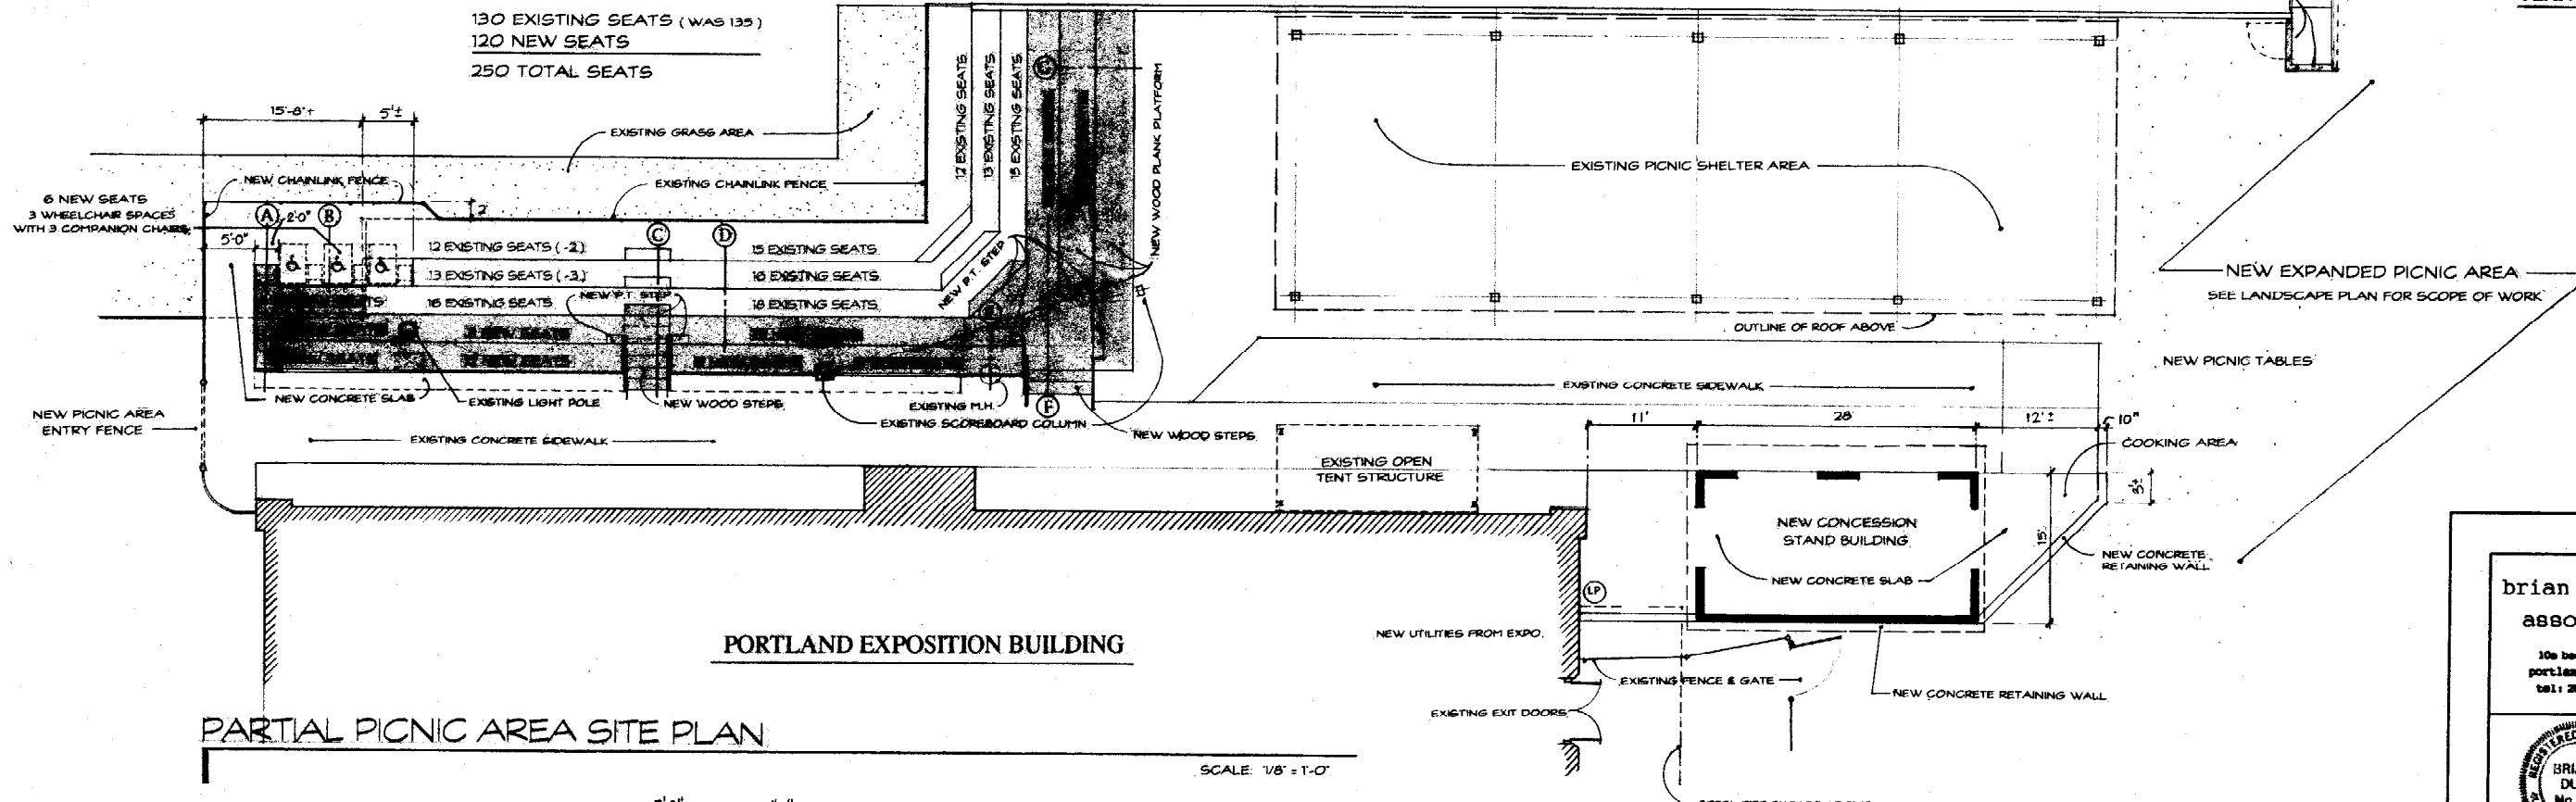 130 EXISTING SEATS (WAS 135)
120 NEW SEATS
250 TOTAL SEATS
15'-8"±
5'±
EXISTING GRASS AREA
NEW CHAINLINK FENCE
EXISTING CHAINLINK FENCE
6 NEW SEATS
3 WHEELCHAIR SPACES
WITH 3 COMPANION CHAIRS
A
2'-0"
B
2'
5'-0"
C
D
12 EXISTING SEATS (-2)
13 EXISTING SEATS (-3)
16 EXISTING SEATS
15 EXISTING SEATS
16 EXISTING SEATS
18 EXISTING SEATS
12 EXISTING SEATS
13 EXISTING SEATS
15 EXISTING SEATS
NEW P.T. STEP
NEW P.T. STEP
NEW WOOD PLANK PLATFORM
EXISTING PICNIC SHELTER AREA
OUTLINE OF ROOF ABOVE
NEW EXPANDED PICNIC AREA
SEE LANDSCAPE PLAN FOR SCOPE OF WORK
NEW PICNIC TABLES
NEW PICNIC AREA
ENTRY FENCE
NEW CONCRETE SLAB
EXISTING LIGHT POLE
NEW WOOD STEPS
EXISTING M.H.
EXISTING SCOREBOARD COLUMN
F
NEW WOOD STEPS
EXISTING CONCRETE SIDEWALK
EXISTING CONCRETE SIDEWALK
11'
28'
12'±
10"
COOKING AREA
3'±
15'
EXISTING OPEN
TENT STRUCTURE
NEW CONCESSION
STAND BUILDING
NEW CONCRETE SLAB
NEW CONCRETE
RETAINING WALL
LP
NEW UTILITIES FROM EXPO.
EXISTING FENCE & GATE
NEW CONCRETE RETAINING WALL
EXISTING EXIT DOORS
PORTLAND EXPOSITION BUILDING
PARTIAL PICNIC AREA SITE PLAN
SCALE: 1/8" = 1'-0"
brian